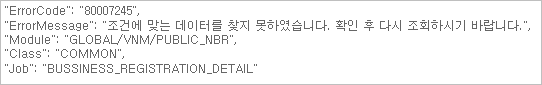 "ErrorCode": "80007245",
"ErrorMessage": "조건에 맞는 데이터를 찾지 못하였습니다. 확인 후 다시 조회하시기 바랍니다.",
"Module": "GLOBAL/VNM/PUBLIC_NBR",
"Class": "COMMON",
"Job": "BUSSINESS_REGISTRATION_DETAIL"